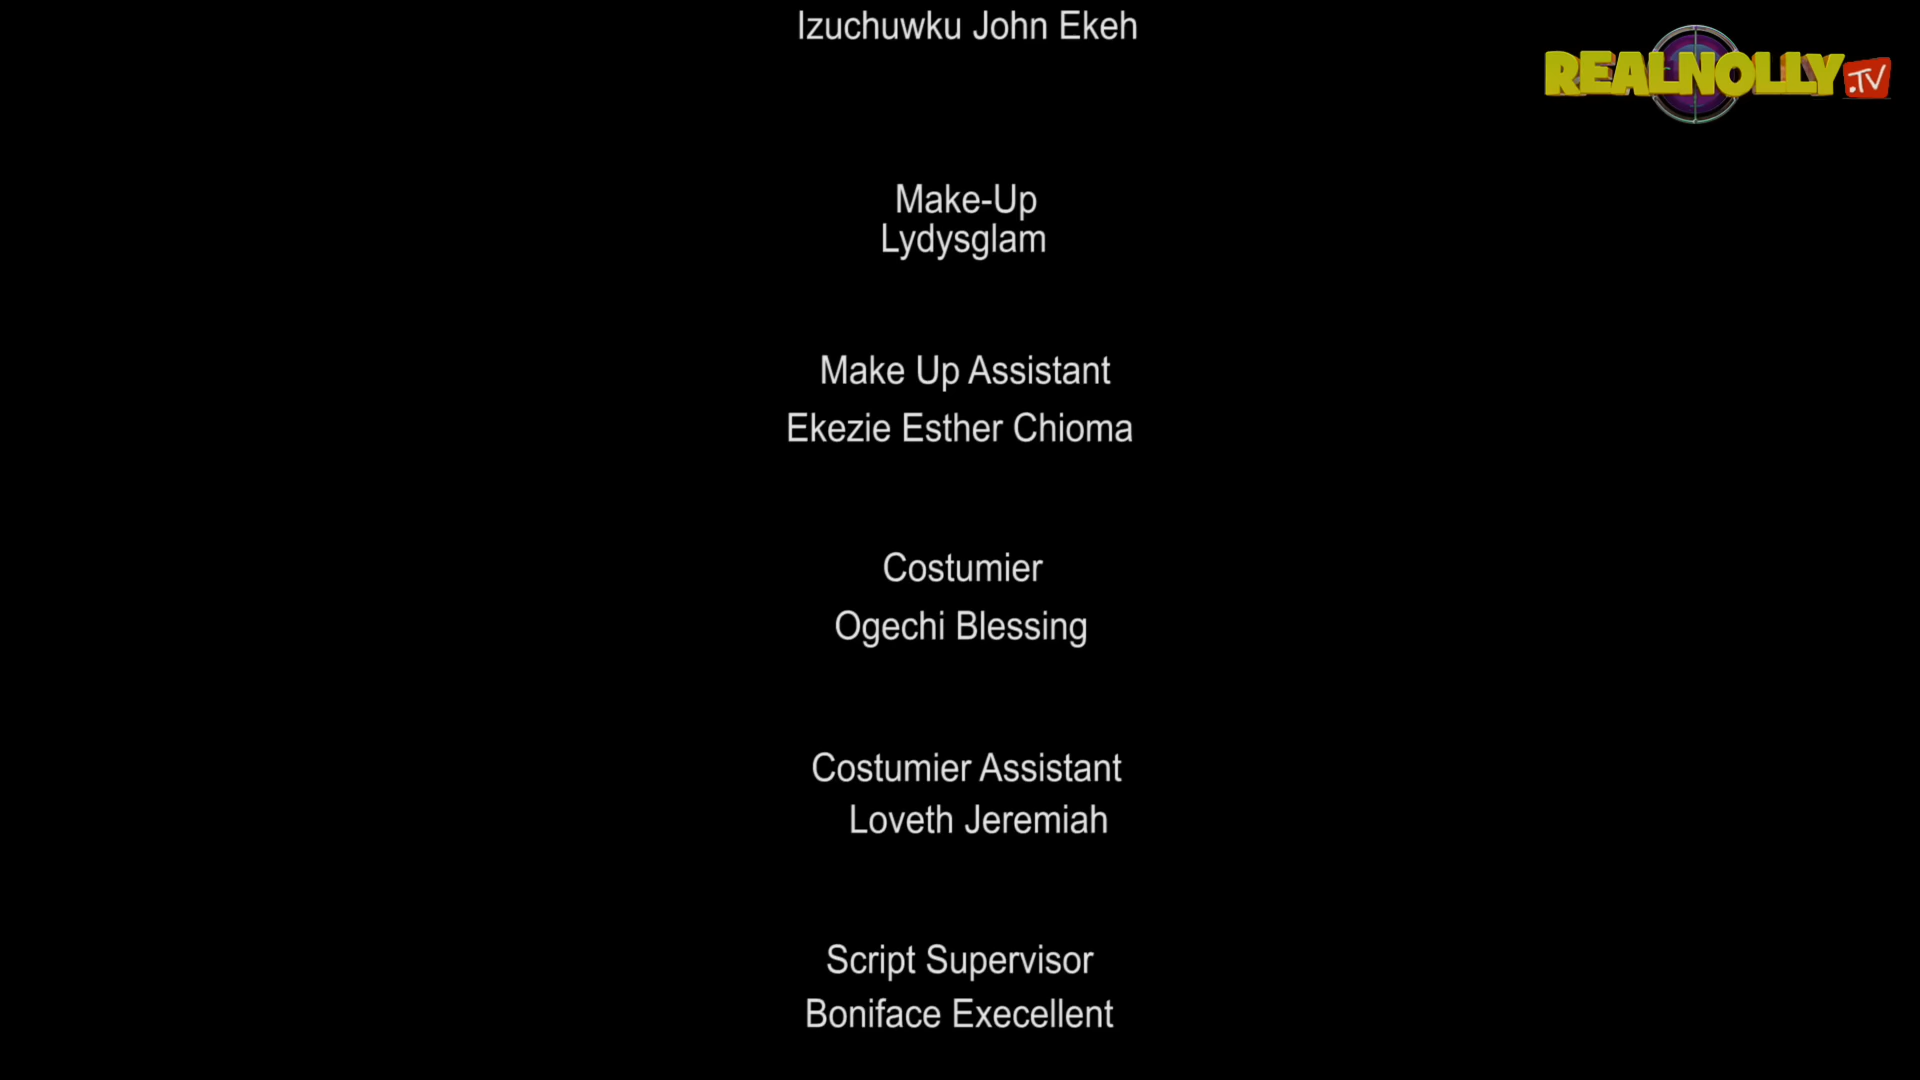 Izuchuwku John Ekeh
REALNOLLY.TV
Make-Up
Lydysglam
Make Up Assistant
Ekezie Esther Chioma
Costumier
Ogechi Blessing
Costumier Assistant
Loveth Jeremiah
Script Supervisor
Boniface Execellent